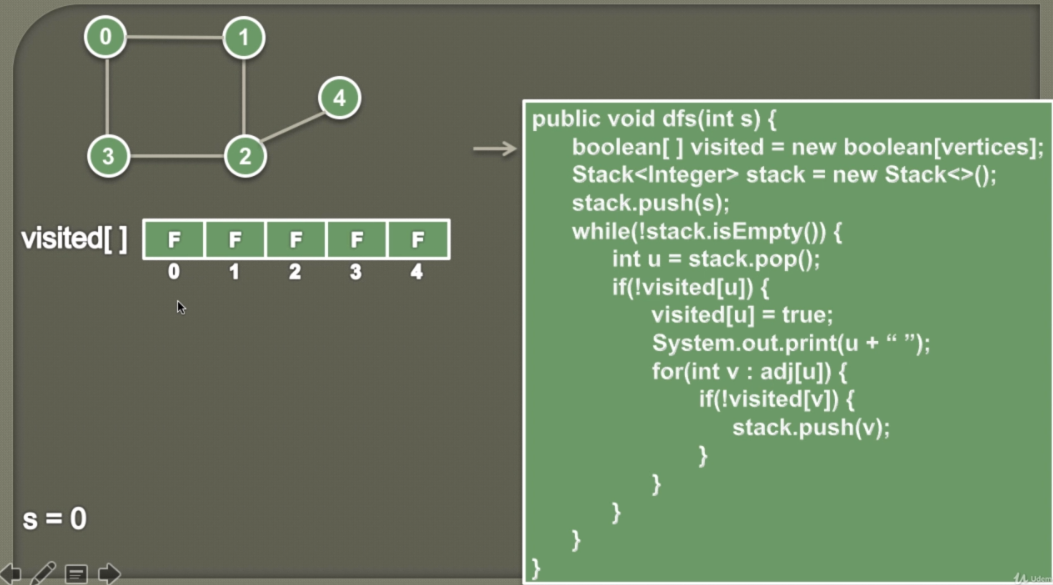 0
1
4
3
2
visited[ ]
F F F F F
0 1 2 3 4
s = 0
public void dfs(int s) {
boolean[ ] visited = new boolean[vertices];
Stack<Integer> stack = new Stack<>();
stack.push(s);
while(!stack.isEmpty()) {
int u = stack.pop();
if(!visited[u]) {
visited[u] = true;
System.out.print(u + “ ”);
for(int v : adj[u]) {
if(!visited[v]) {
stack.push(v);
}
}
}
}
}
Udemy